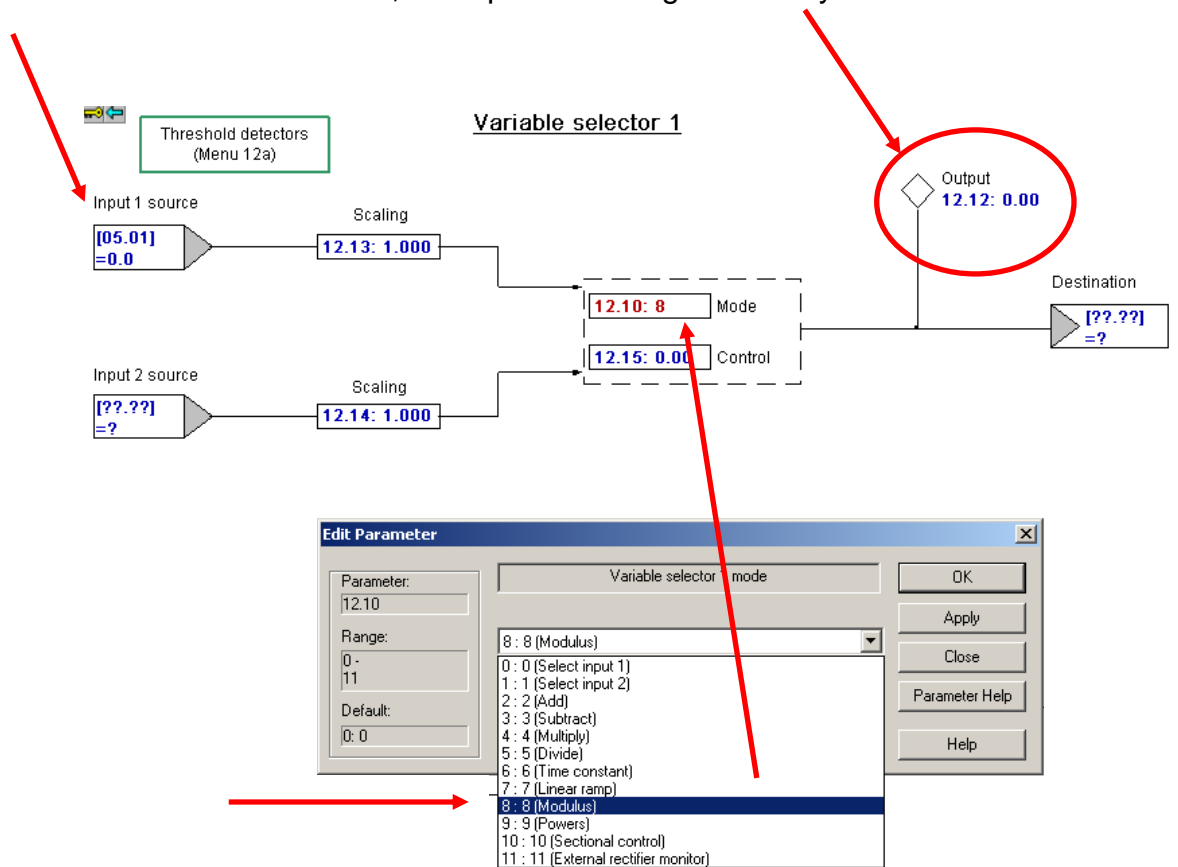 Variable selector 1
Threshold detectors
(Menu 12a)
Output
12.12: 0.00
Input 1 source
[05.01]
=0.0
Scaling
12.13: 1.000
Destination
[??.??]
=?
12.10: 8 Mode
12.15: 0.00 Control
Input 2 source
[??.??]
=?
Scaling
12.14: 1.000
Edit Parameter
Parameter:
12.10
Range:
0 -
11
Default:
0: 0
Variable selector 1 mode
8 : 8 (Modulus)
0 : 0 (Select input 1)
1 : 1 (Select input 2)
2 : 2 (Add)
3 : 3 (Subtract)
4 : 4 (Multiply)
5 : 5 (Divide)
6 : 6 (Time constant)
7 : 7 (Linear ramp)
8 : 8 (Modulus)
9 : 9 (Powers)
10 : 10 (Sectional control)
11 : 11 (External rectifier monitor)
OK
Apply
Close
Parameter Help
Help